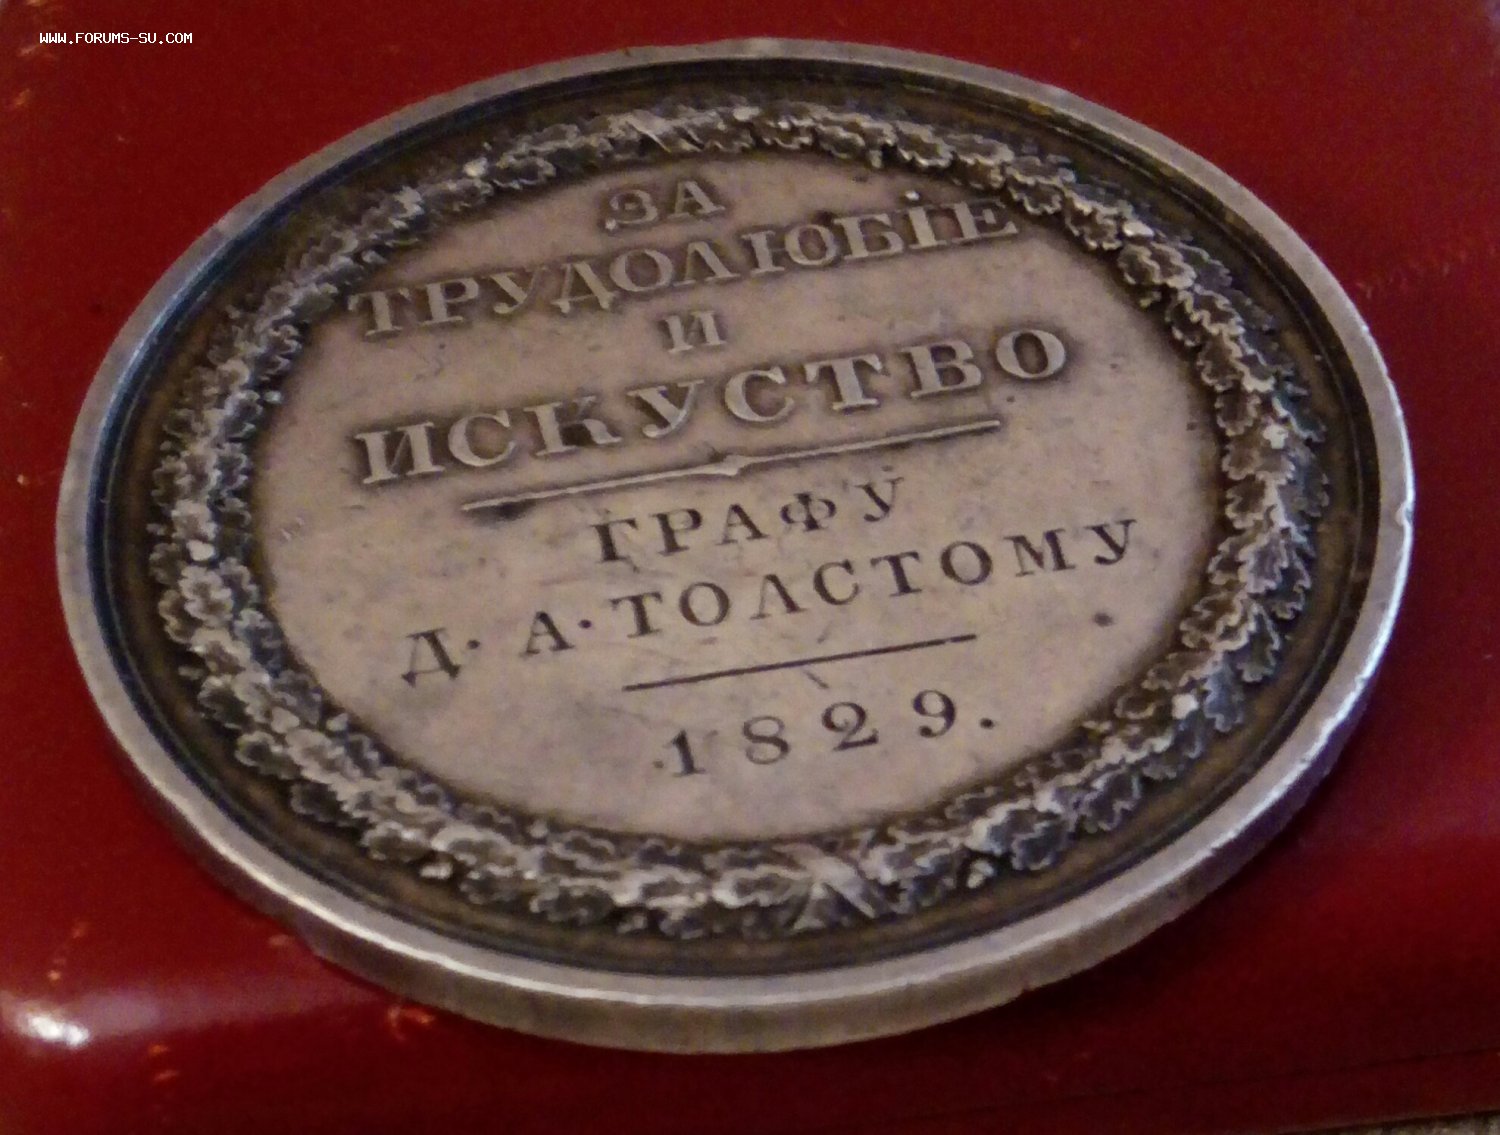 WWW.FORUMS-SU.COM
ЗА
ТРУДОЛЮБІЕ
И
ИСКУСТВО
ГРАФУ
Д. А. ТОЛСТОМУ
1829.